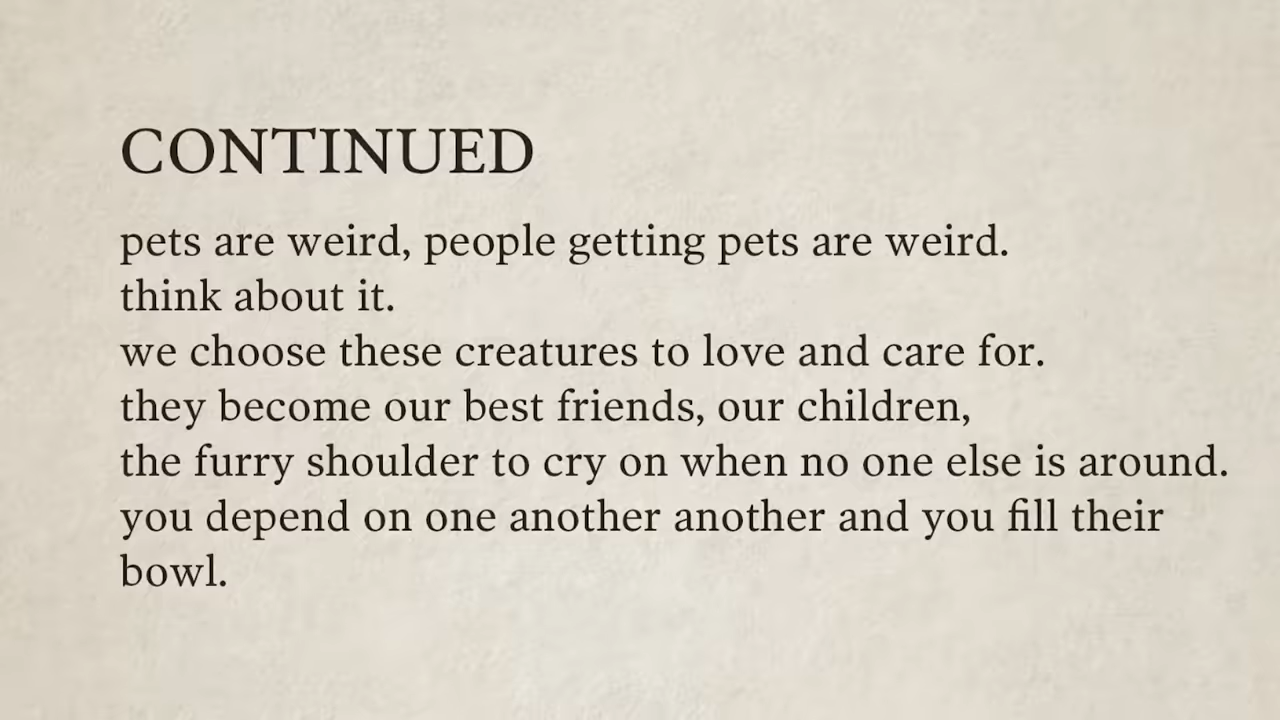 CONTINUED
pets are weird, people getting pets are weird.
think about it.
we choose these creatures to love and care for.
they become our best friends, our children,
the furry shoulder to cry on when no one else is around.
you depend on one another another and you fill their
bowl.